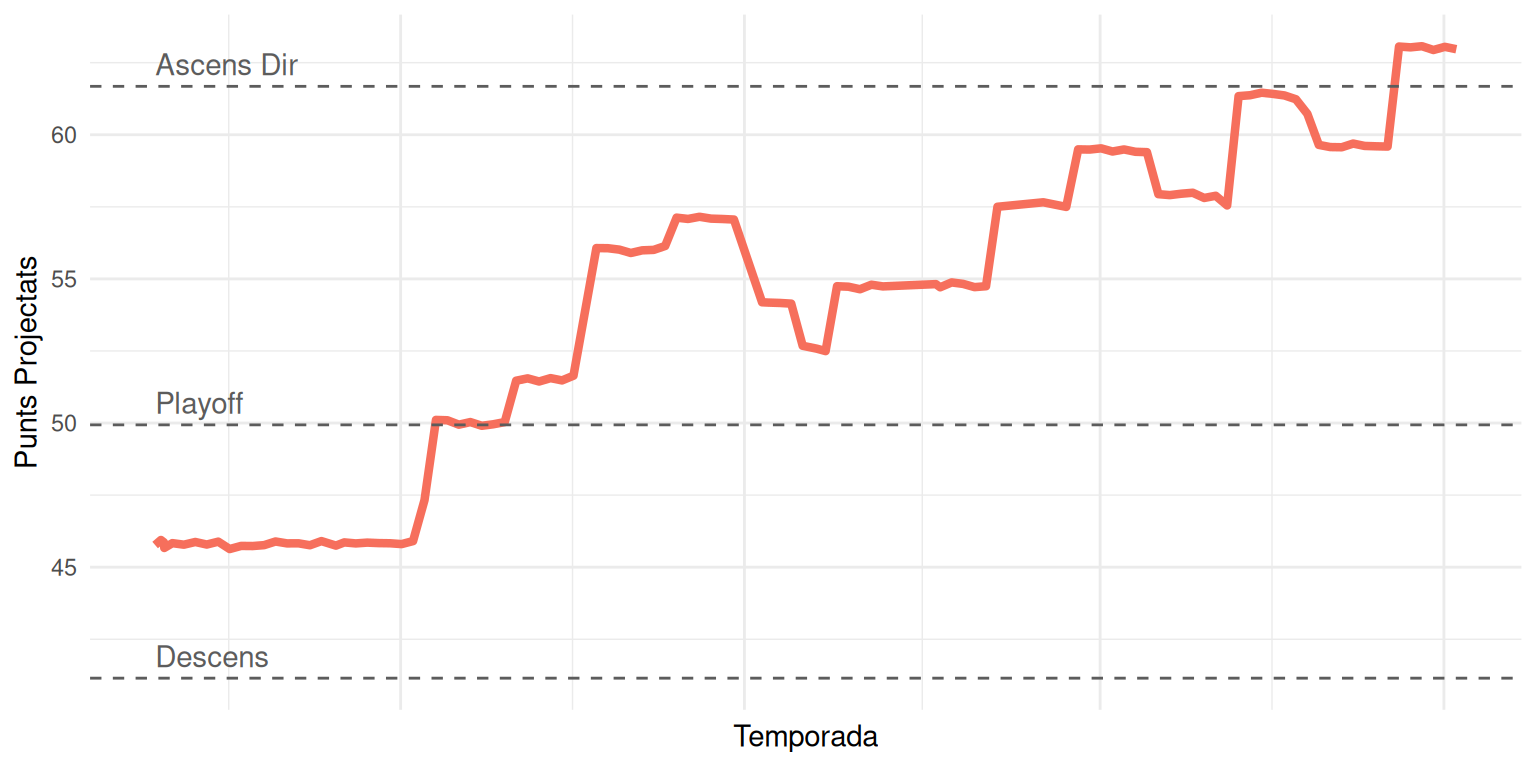 Ascens Dir
60
55
Playoff
50
45
Descens
Punts Projectats
Temporada